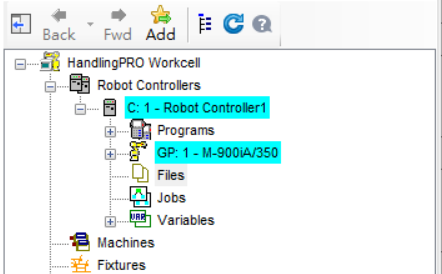 Back Fwd Add
HandlingPRO Workcell
Robot Controllers
C: 1 - Robot Controller1
Programs
GP: 1 - M-900iA/350
Files
Jobs
VAR Variables
Machines
Fixtures